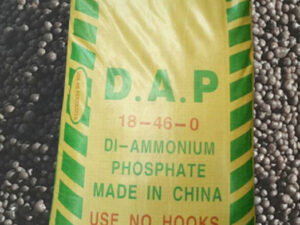 D.A.P
18-46-0
DI-AMMONIUM
PHOSPHATE
MADE IN CHINA
USE NO HOOKS